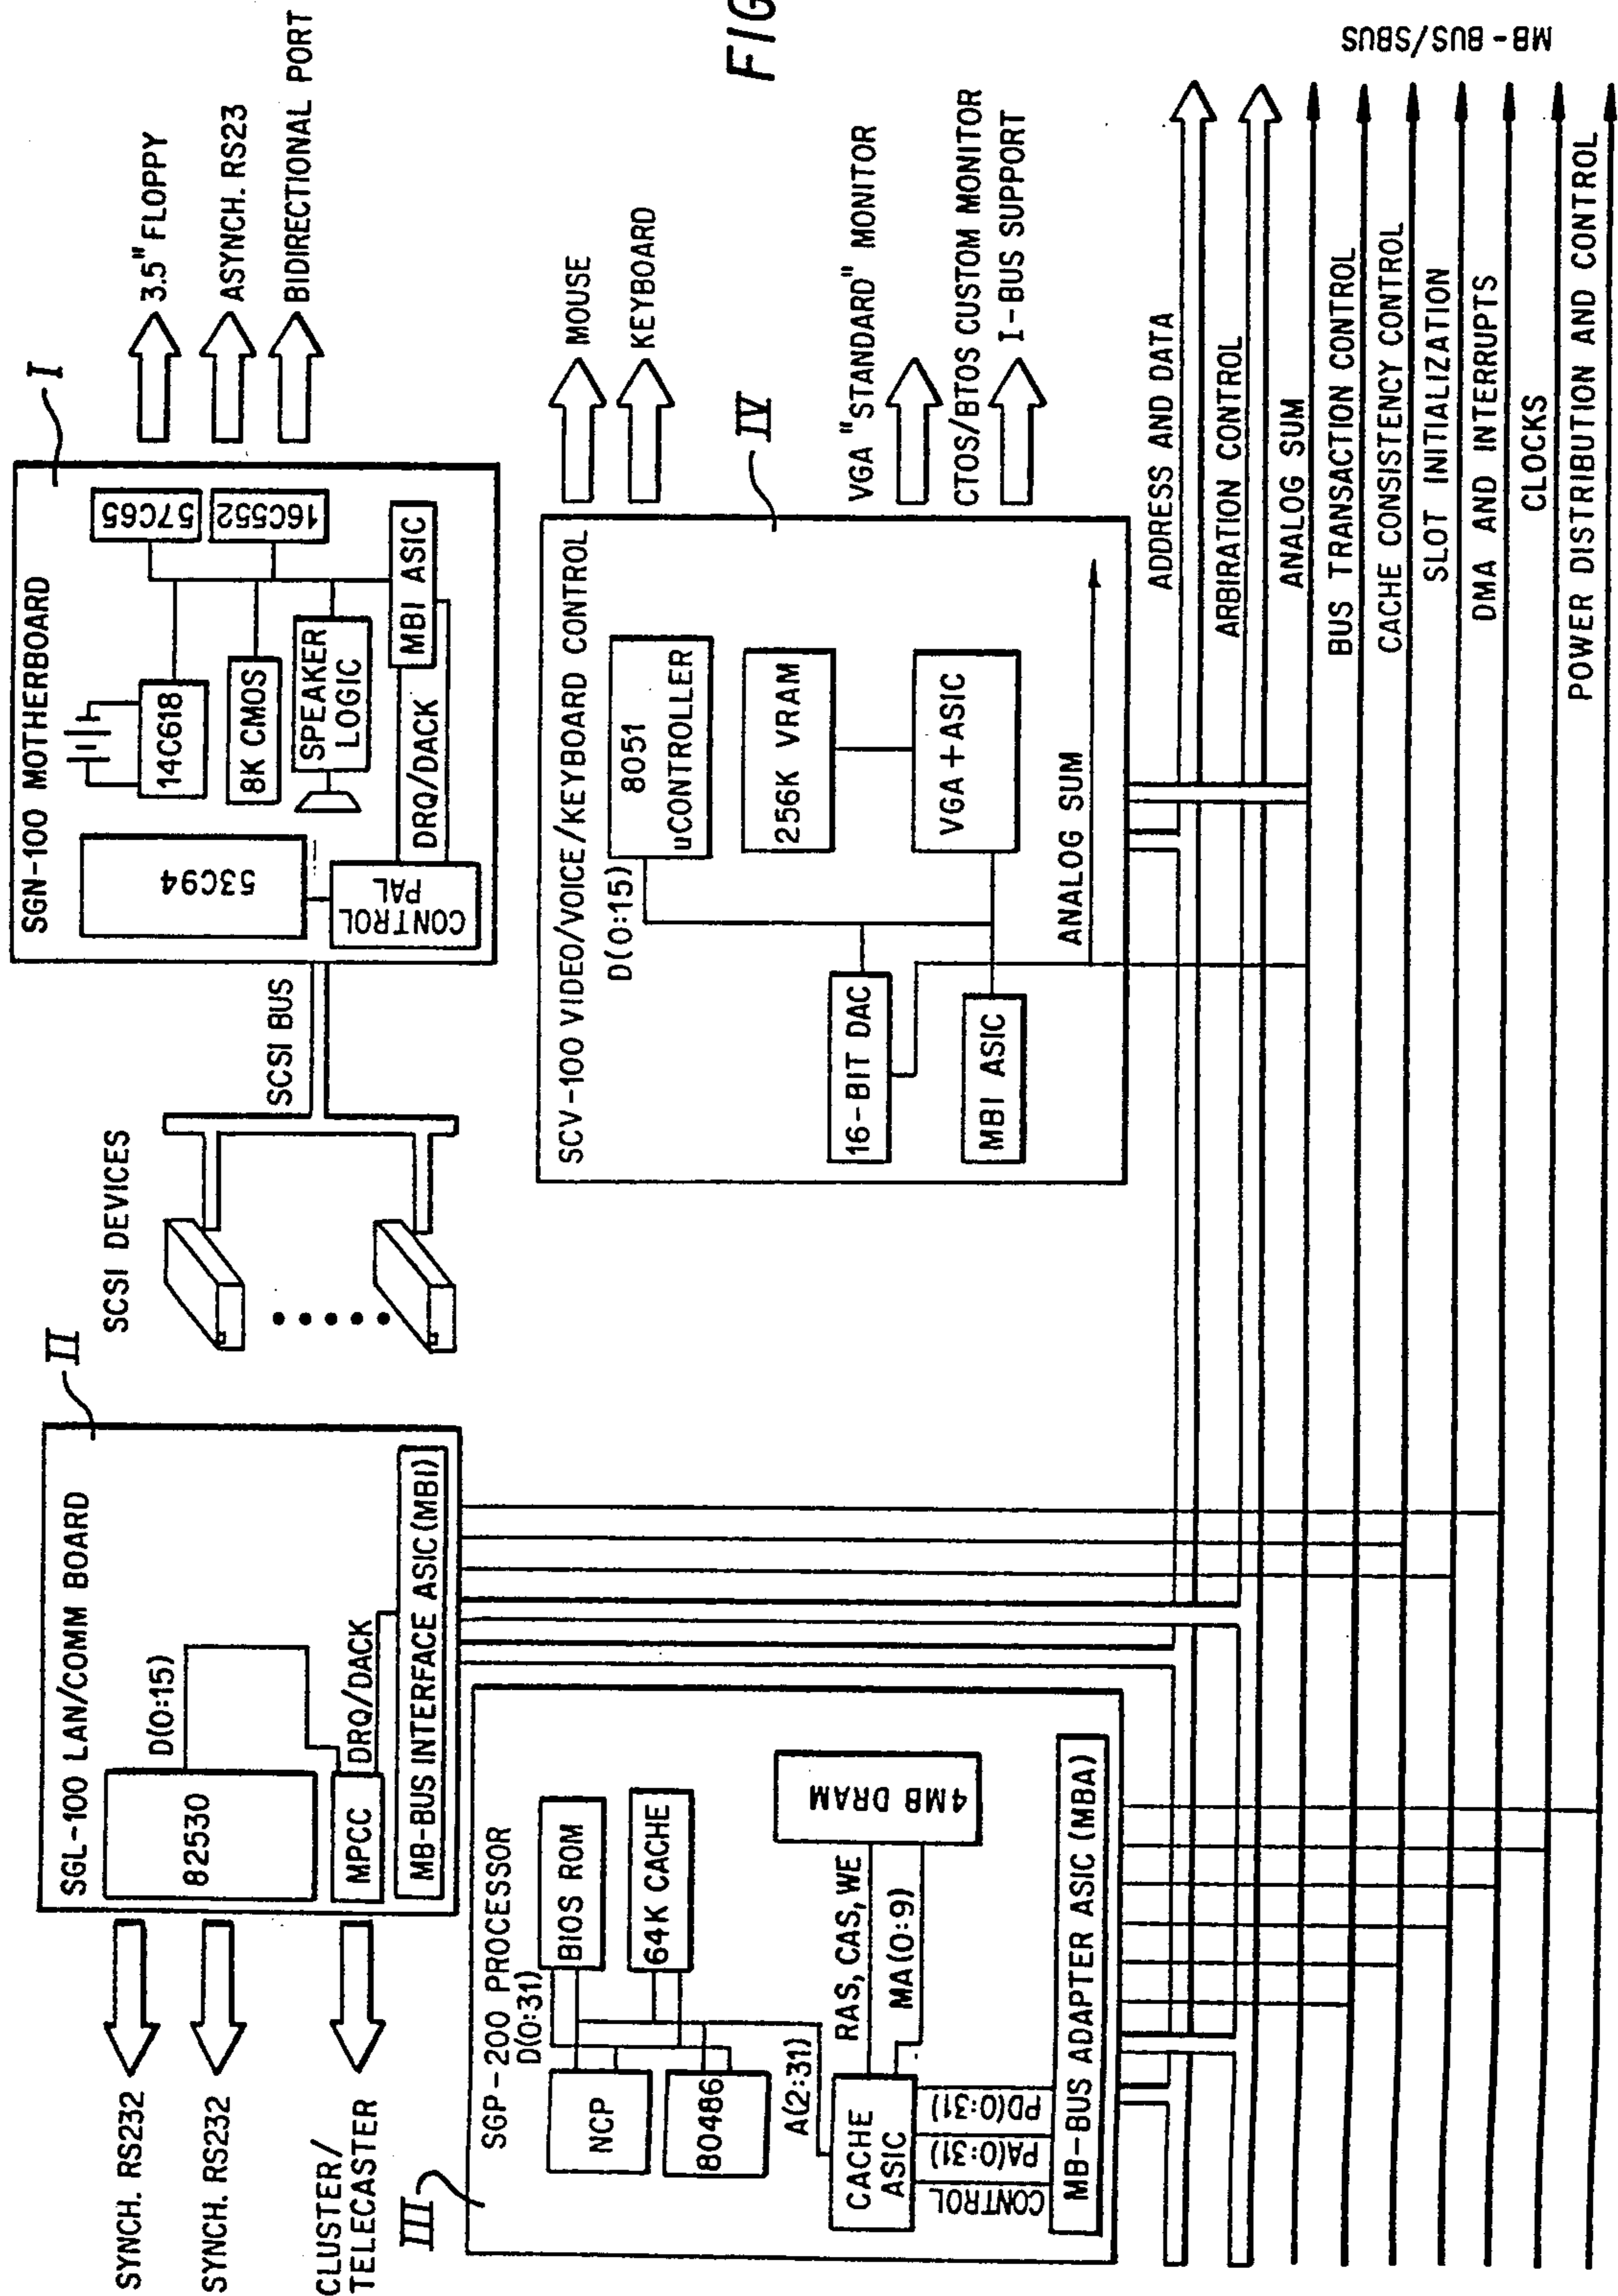 FIG
I
SGN-100 MOTHERBOARD
53C94
CONTROL
PAL
14C618
8K CMOS
SPEAKER
LOGIC
57C65
16C552
MBI ASIC
DRQ/DACK
3.5" FLOPPY
ASYNCH. RS23
BIDIRECTIONAL PORT
SCSI BUS
SCSI DEVICES
II
SGL-100 LAN/COMM BOARD
82530
D(0:15)
MPCC
DRQ/DACK
MB-BUS INTERFACE ASIC(MBI)
SYNCH. RS232
SYNCH. RS232
CLUSTER/
TELECASTER
III
SGP-200 PROCESSOR
D(0:31)
NCP
BIOS ROM
80486
64K CACHE
A(2:31)
CACHE
ASIC
RAS, CAS, WE
MA(0:9)
4MB DRAM
CONTROL
PA(0:31)
PD(0:31)
MB-BUS ADAPTER ASIC (MBA)
IV
SCV-100 VIDEO/VOICE/KEYBOARD CONTROL
D(0:15)
8051
uCONTROLLER
16-BIT DAC
256K VRAM
MBI ASIC
VGA+ASIC
ANALOG SUM
MOUSE
KEYBOARD
VGA "STANDARD" MONITOR
CTOS/BTOS CUSTOM MONITOR
I-BUS SUPPORT
ADDRESS AND DATA
ARBIRATION CONTROL
ANALOG SUM
BUS TRANSACTION CONTROL
CACHE CONSISTENCY CONTROL
SLOT INITIALIZATION
DMA AND INTERRUPTS
CLOCKS
POWER DISTRIBUTION AND CONTROL
MB-BUS/SBUS